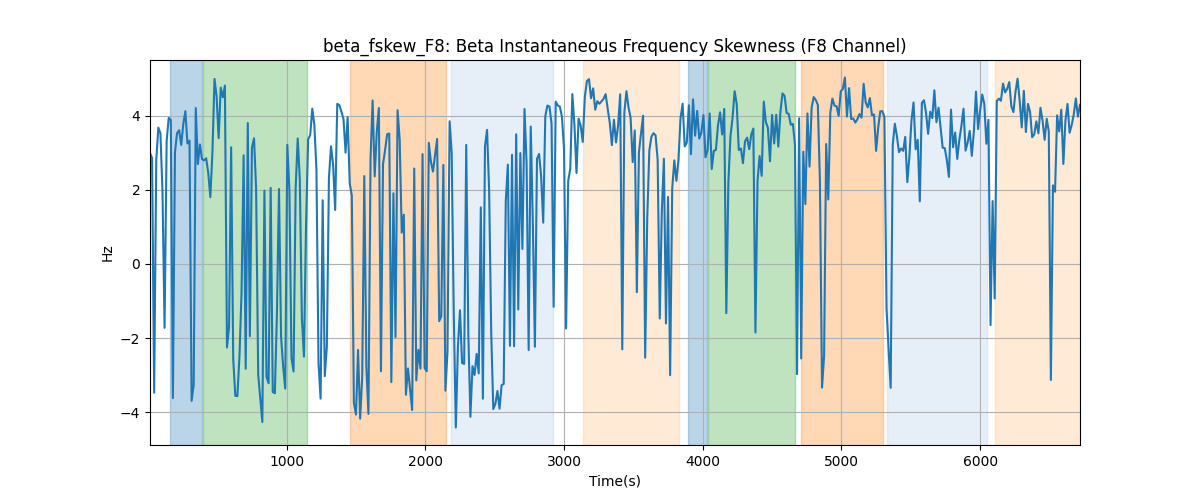 beta_fskew_F8: Beta Instantaneous Frequency Skewness (F8 Channel)
4
2
0
−2
−4
Hz
1000 2000 3000 4000 5000 6000
Time(s)